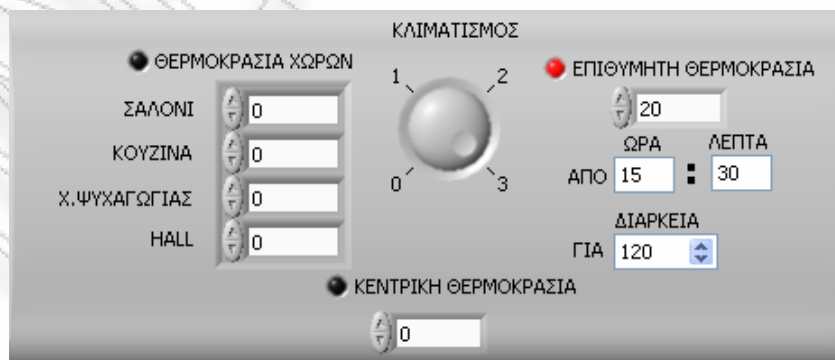 ΚΛΙΜΑΤΙΣΜΟΣ
ΘΕΡΜΟΚΡΑΣΙΑ ΧΩΡΩΝ
ΣΑΛΟΝΙ 0
ΚΟΥΖΙΝΑ 0
Χ.ΨΥΧΑΓΩΓΙΑΣ 0
HALL 0
1 2
0 3
ΕΠΙΘΥΜΗΤΗ ΘΕΡΜΟΚΡΑΣΙΑ
20
ΩΡΑ ΛΕΠΤΑ
ΑΠΟ 15 : 30
ΔΙΑΡΚΕΙΑ
ΓΙΑ 120
ΚΕΝΤΡΙΚΗ ΘΕΡΜΟΚΡΑΣΙΑ
0